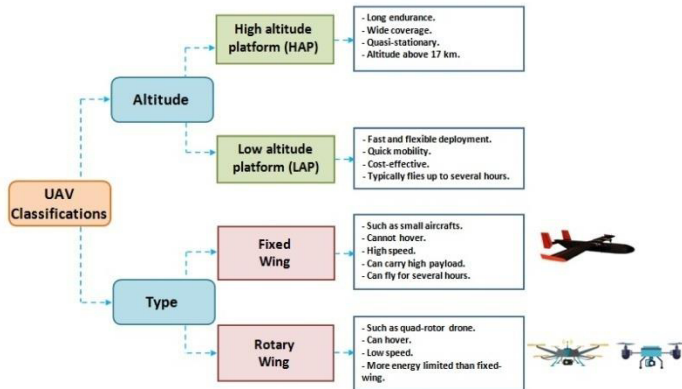 High altitude
platform (HAP)
- Long endurance.
- Wide coverage.
- Quasi-stationary.
- Altitude above 17 km.
Altitude
Low altitude
platform (LAP)
- Fast and flexible deployment.
- Quick mobility.
- Cost-effective.
- Typically flies up to several hours.
UAV
Classifications
Fixed
Wing
- Such as small aircrafts.
- Cannot hover.
- High speed.
- Can carry high payload.
- Can fly for several hours.
Type
Rotary
Wing
- Such as quad-rotor drone.
- Can hover.
- Low speed.
- More energy limited than fixed-
wing.